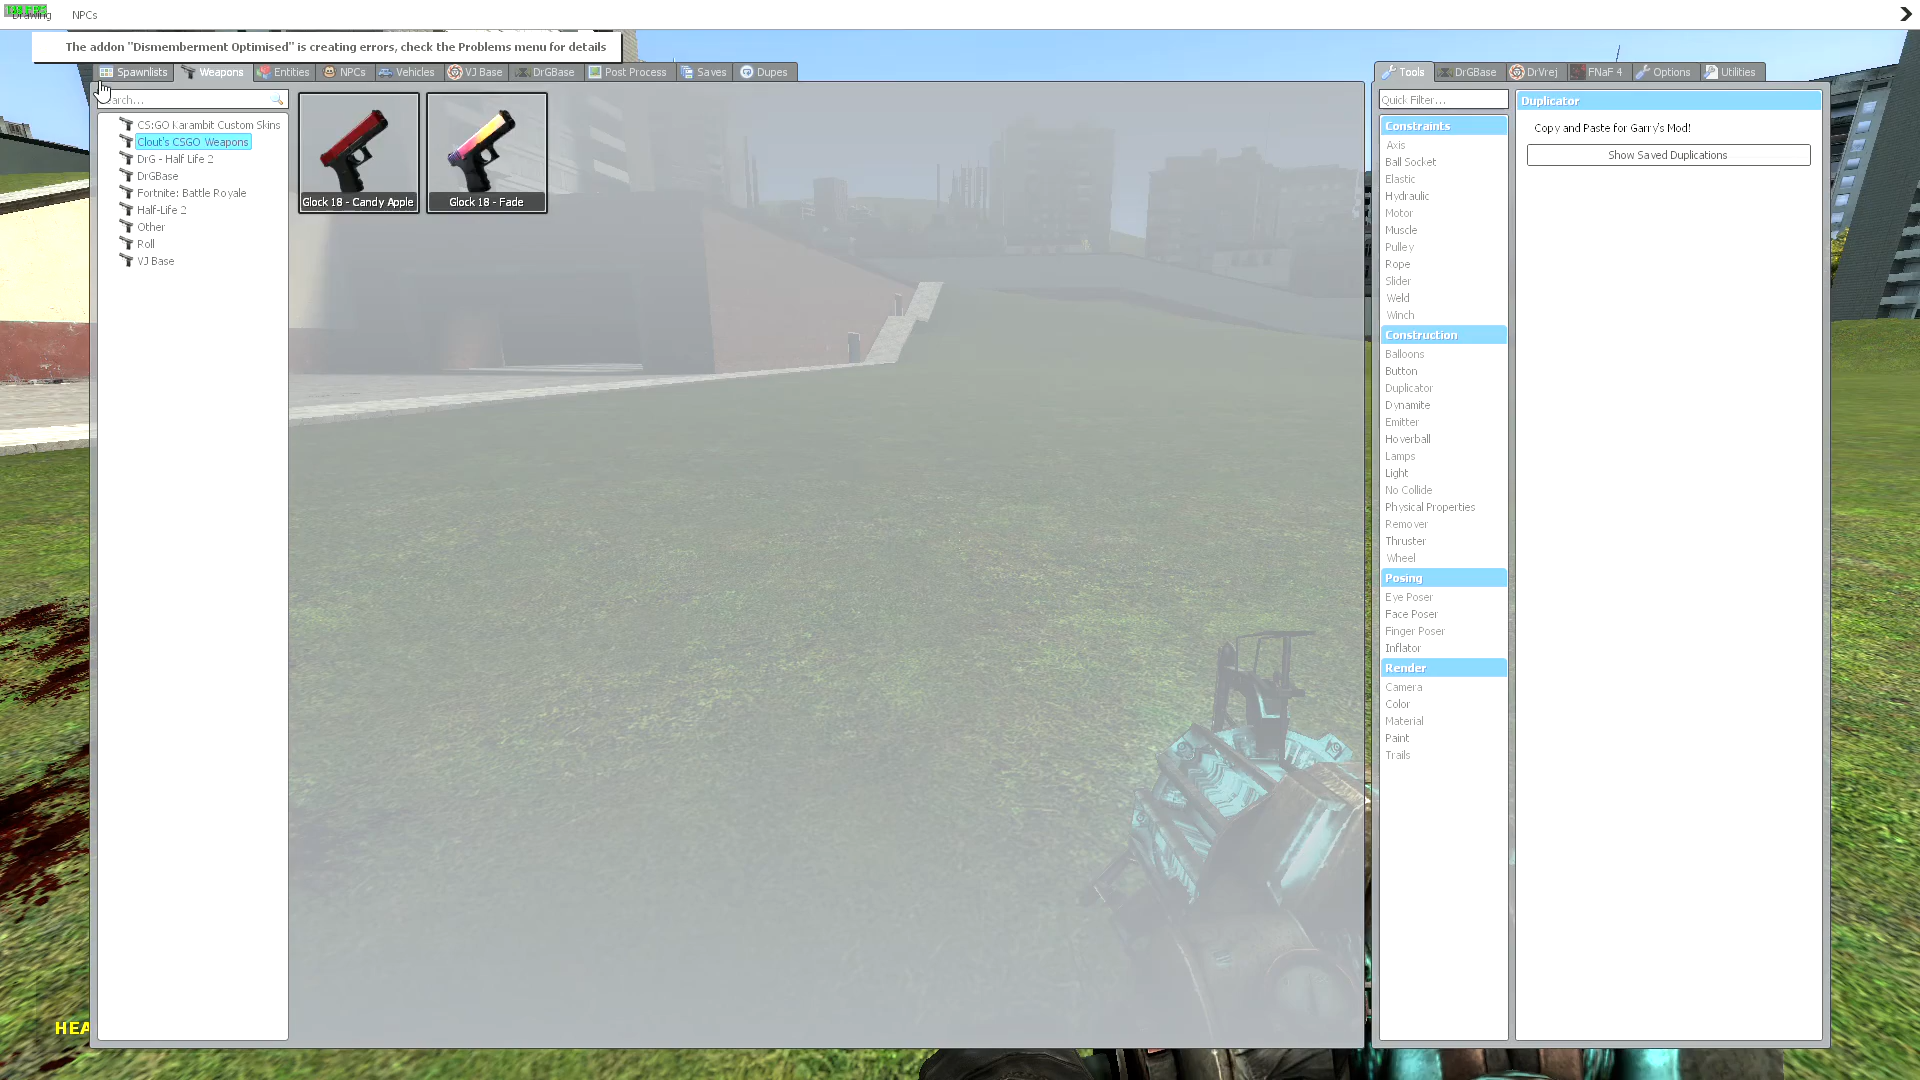 Drawing NPCs
The addon "Dismemberment Optimised" is creating errors, check the Problems menu for details
Spawnlists Weapons Entities NPCs Vehicles VJ Base DrGBase Post Process Saves Dupes
CS:GO Karambit Custom Skins
Clout's CSGO Weapons
DrG - Half Life 2
DrGBase
Fortnite: Battle Royale
Half-Life 2
Other
Roll
VJ Base
Glock 18 - Candy Apple
Glock 18 - Fade
Tools DrGBase DrVrej FNaF 4 Options Utilities
Quick Filter...
Constraints
Axis
Ball Socket
Elastic
Hydraulic
Motor
Muscle
Pulley
Rope
Slider
Weld
Winch
Construction
Balloons
Button
Duplicator
Dynamite
Emitter
Hoverball
Lamps
Light
No Collide
Physical Properties
Remover
Thruster
Wheel
Posing
Eye Poser
Face Poser
Finger Poser
Inflator
Render
Camera
Color
Material
Paint
Trails
Duplicator
Copy and Paste for Garry's Mod!
Show Saved Duplications
HEA